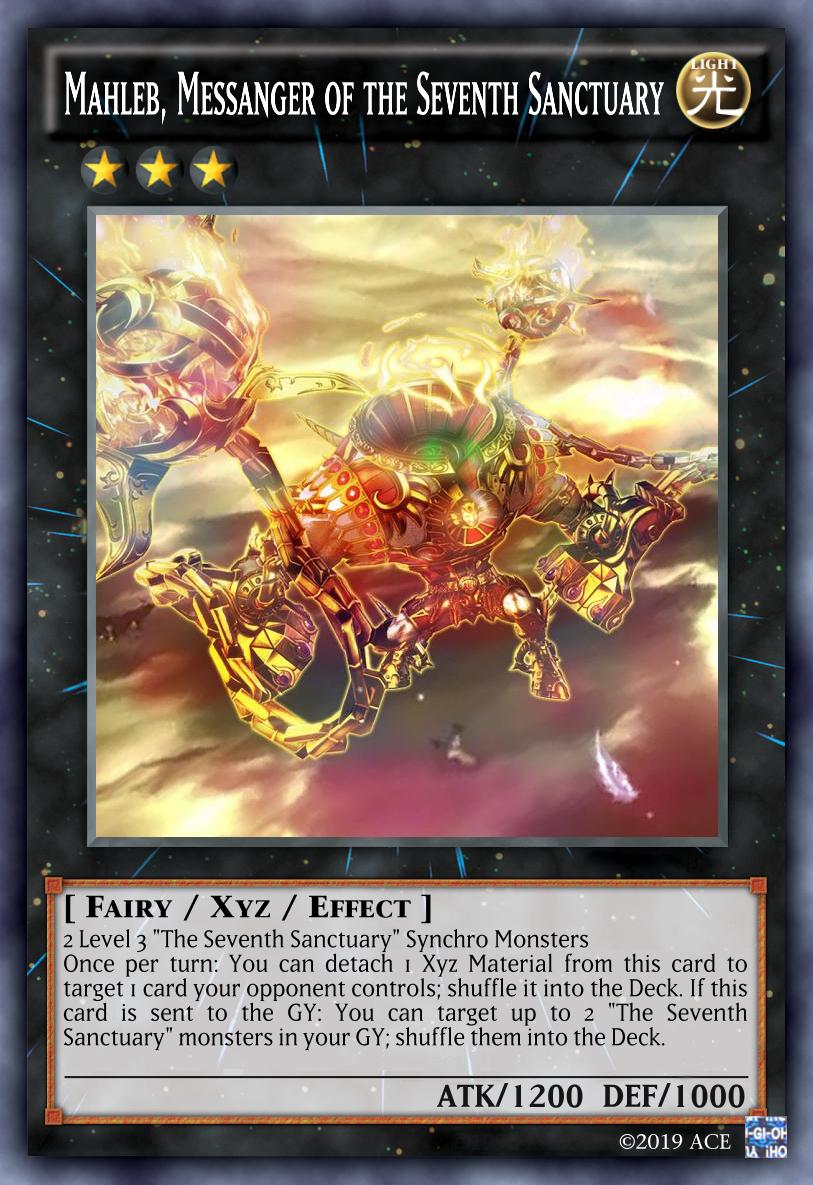 Mahleb, Messanger of the Seventh Sanctuary
LIGHT
光
[ Fairy / Xyz / Effect ]
2 Level 3 "The Seventh Sanctuary" Synchro Monsters
Once per turn: You can detach 1 Xyz Material from this card to
target 1 card your opponent controls; shuffle it into the Deck. If this
card is sent to the GY: You can target up to 2 "The Seventh
Sanctuary" monsters in your GY; shuffle them into the Deck.
ATK/1200 DEF/1000
©2019 ACE